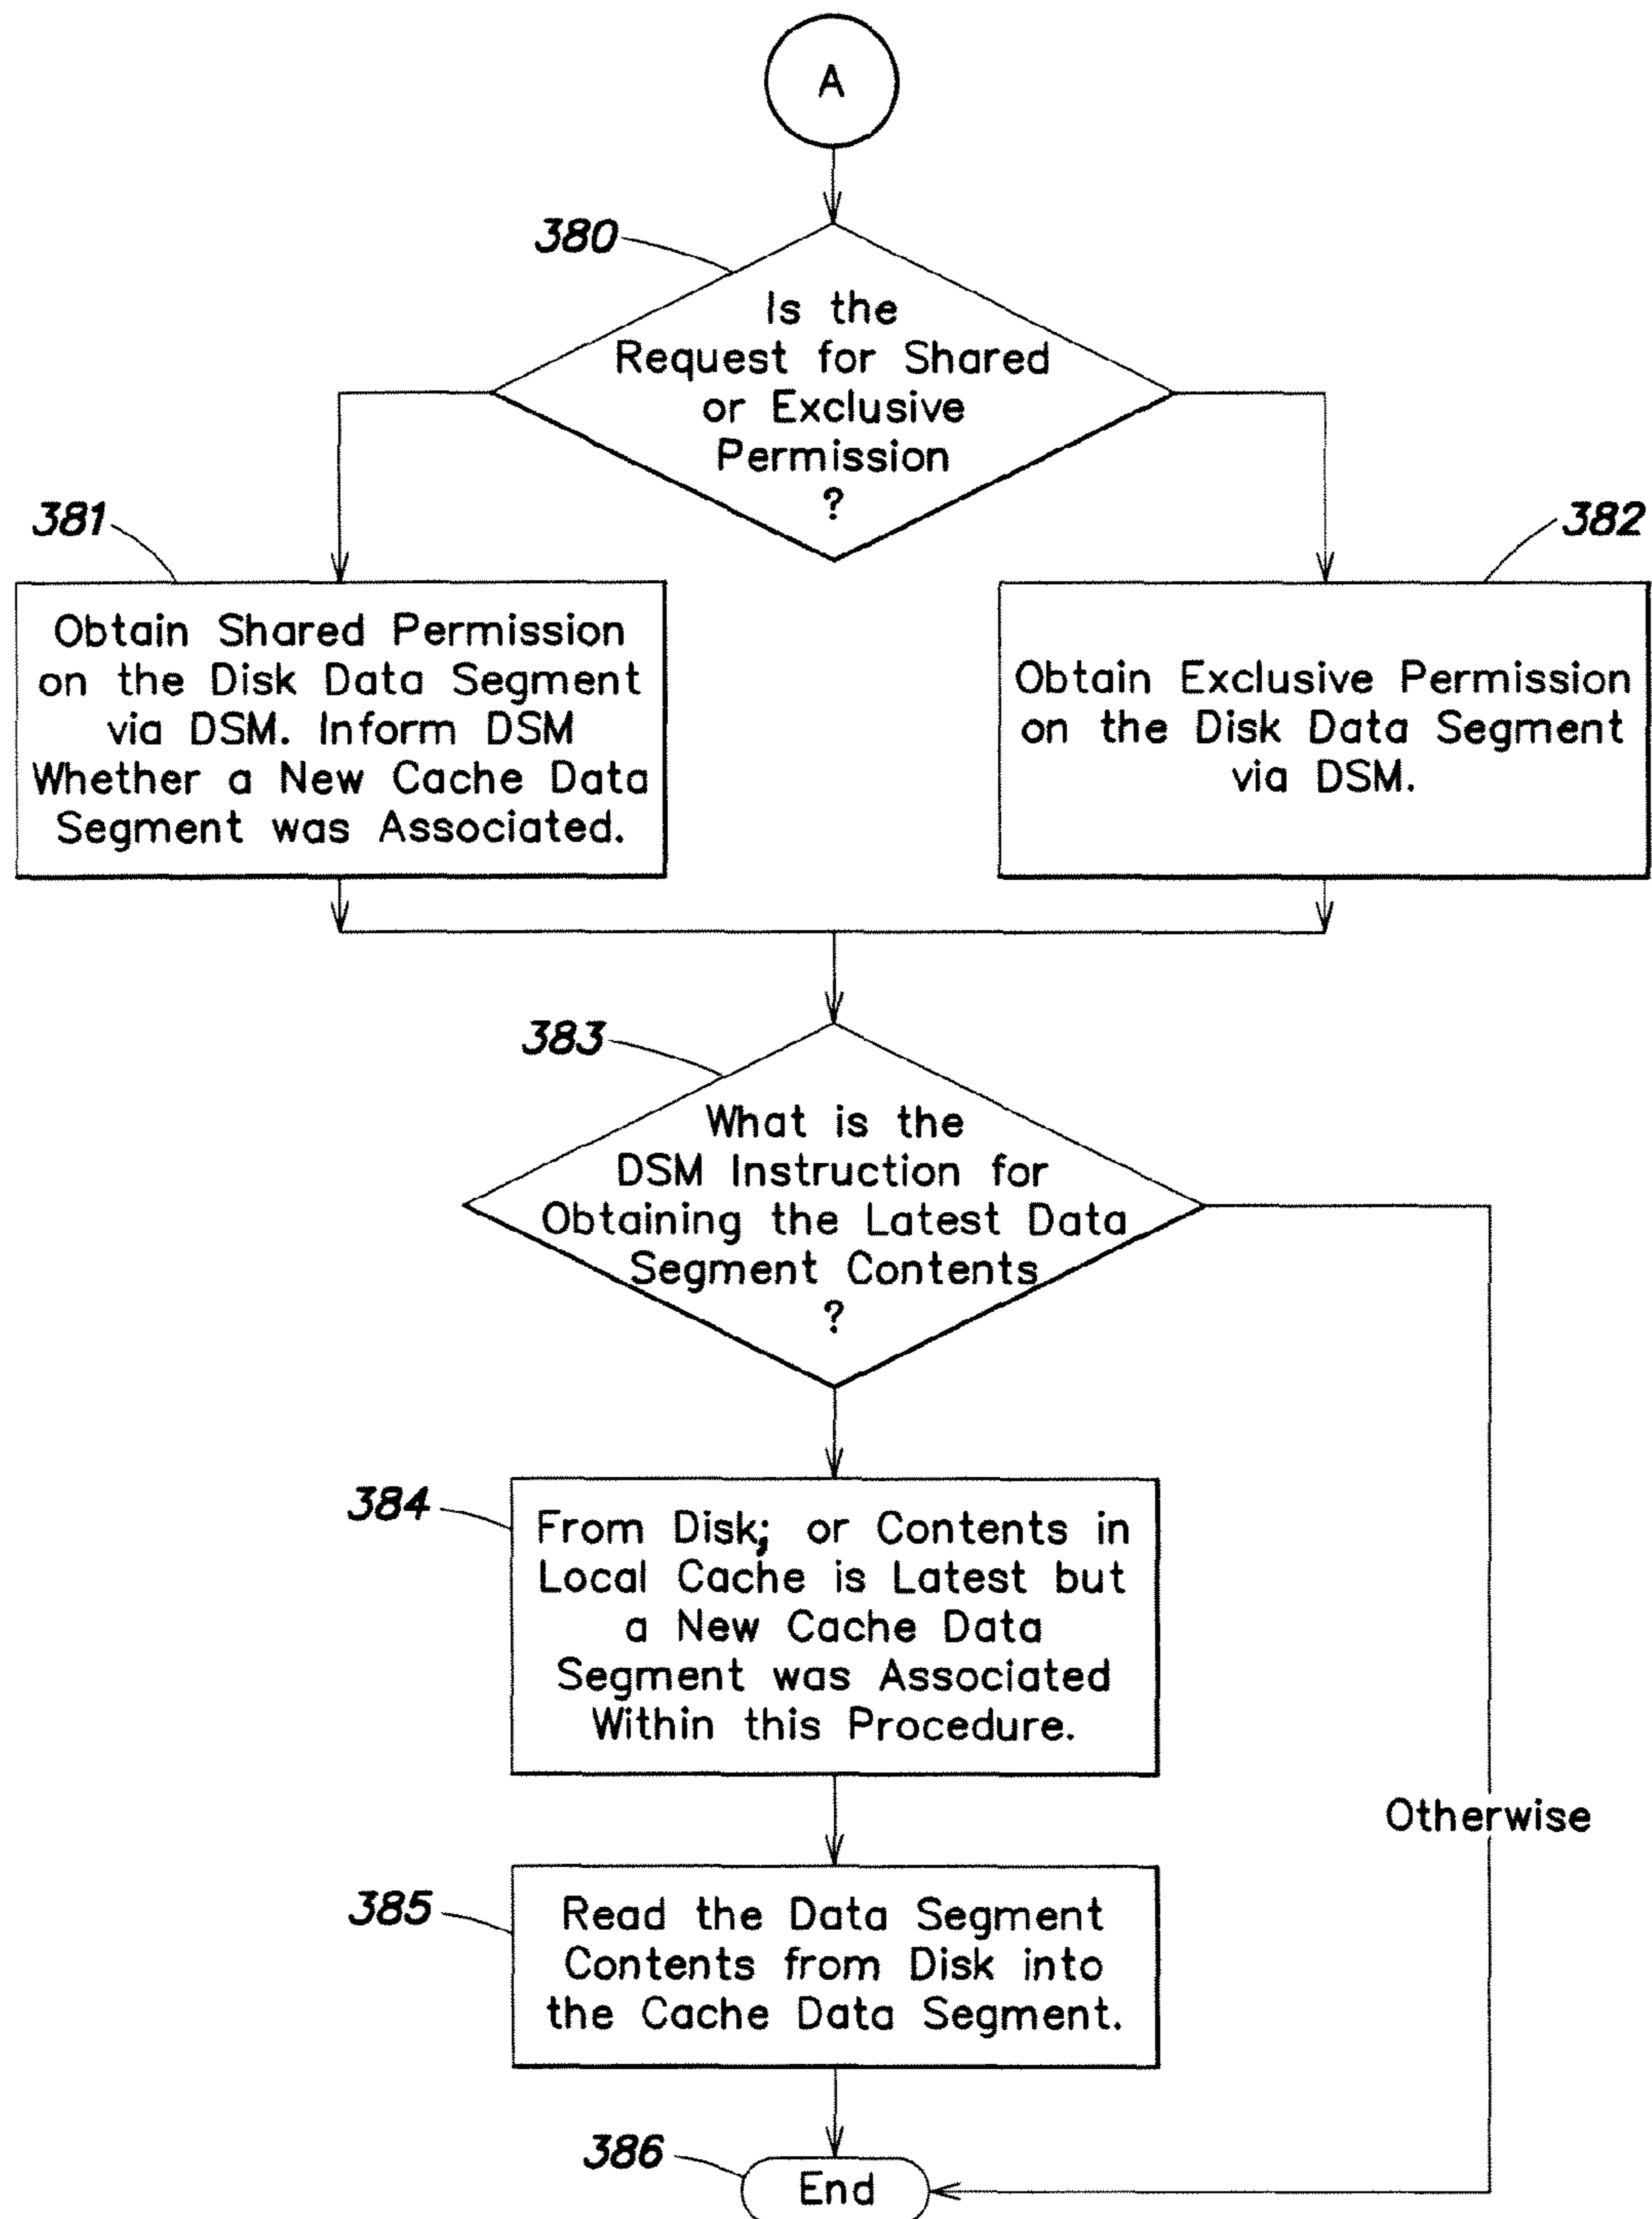 A
380
Is the
Request for Shared
or Exclusive
Permission
?
381
Obtain Shared Permission
on the Disk Data Segment
via DSM. Inform DSM
Whether a New Cache Data
Segment was Associated.
382
Obtain Exclusive Permission
on the Disk Data Segment
via DSM.
383
What is the
DSM Instruction for
Obtaining the Latest Data
Segment Contents
?
384
From Disk; or Contents in
Local Cache is Latest but
a New Cache Data
Segment was Associated
Within this Procedure.
Otherwise
385
Read the Data Segment
Contents from Disk into
the Cache Data Segment.
386
End